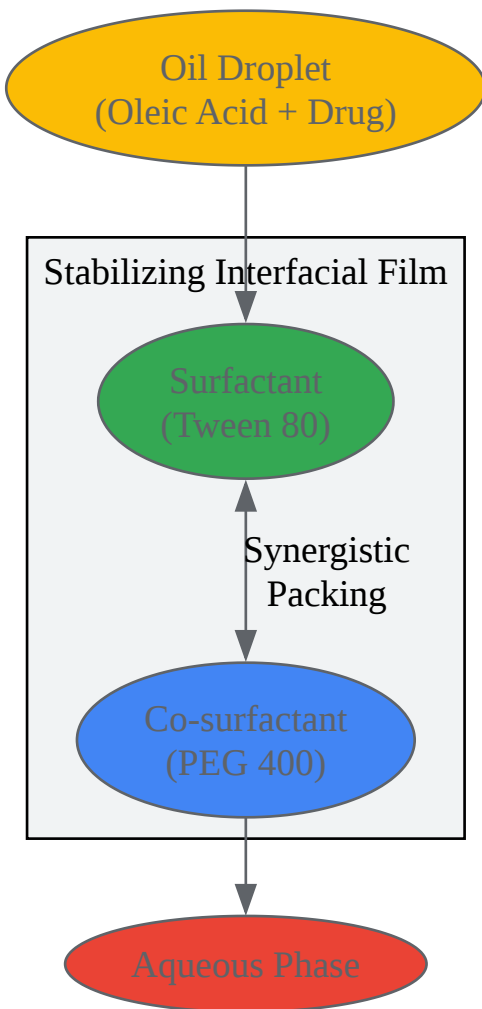 Oil Droplet
(Oleic Acid + Drug)
Stabilizing Interfacial Film
Surfactant
(Tween 80)
Synergistic
Packing
Co-surfactant
(PEG 400)
Aqueous Phase